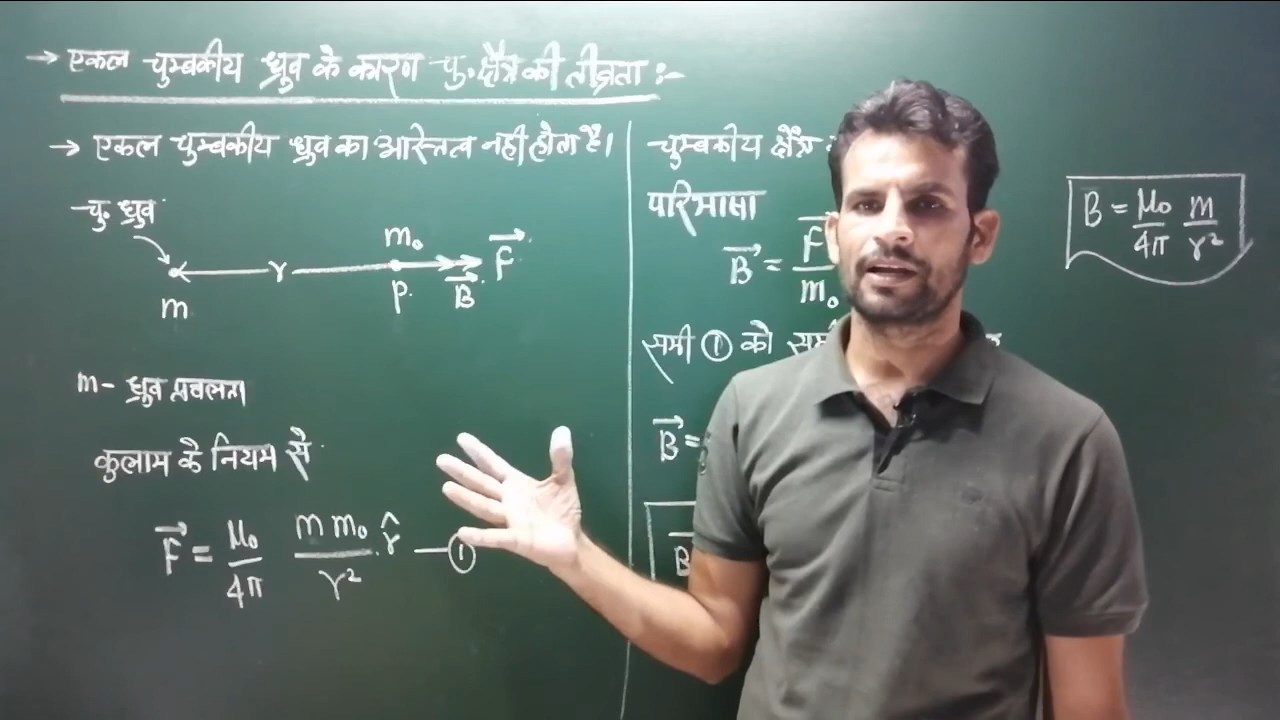 → एकल चुम्बकीय ध्रुव के कारण चु. क्षेत्र की तीव्रता :-
→ एकल चुम्बकीय ध्रुव का अस्तित्व नही होता है।
चु. ध्रुव
m r m₀ P. B⃗ F⃗
m - ध्रुव प्रबलता
कुलाम के नियम से
F⃗ = μ₀/4π m m₀/r² . r̂ — ①
चुम्बकीय क्षेत्र
परिभाषा
B⃗ = F⃗/m₀
समी ① को
B⃗ =
B⃗
B = μ₀/4π m/r²